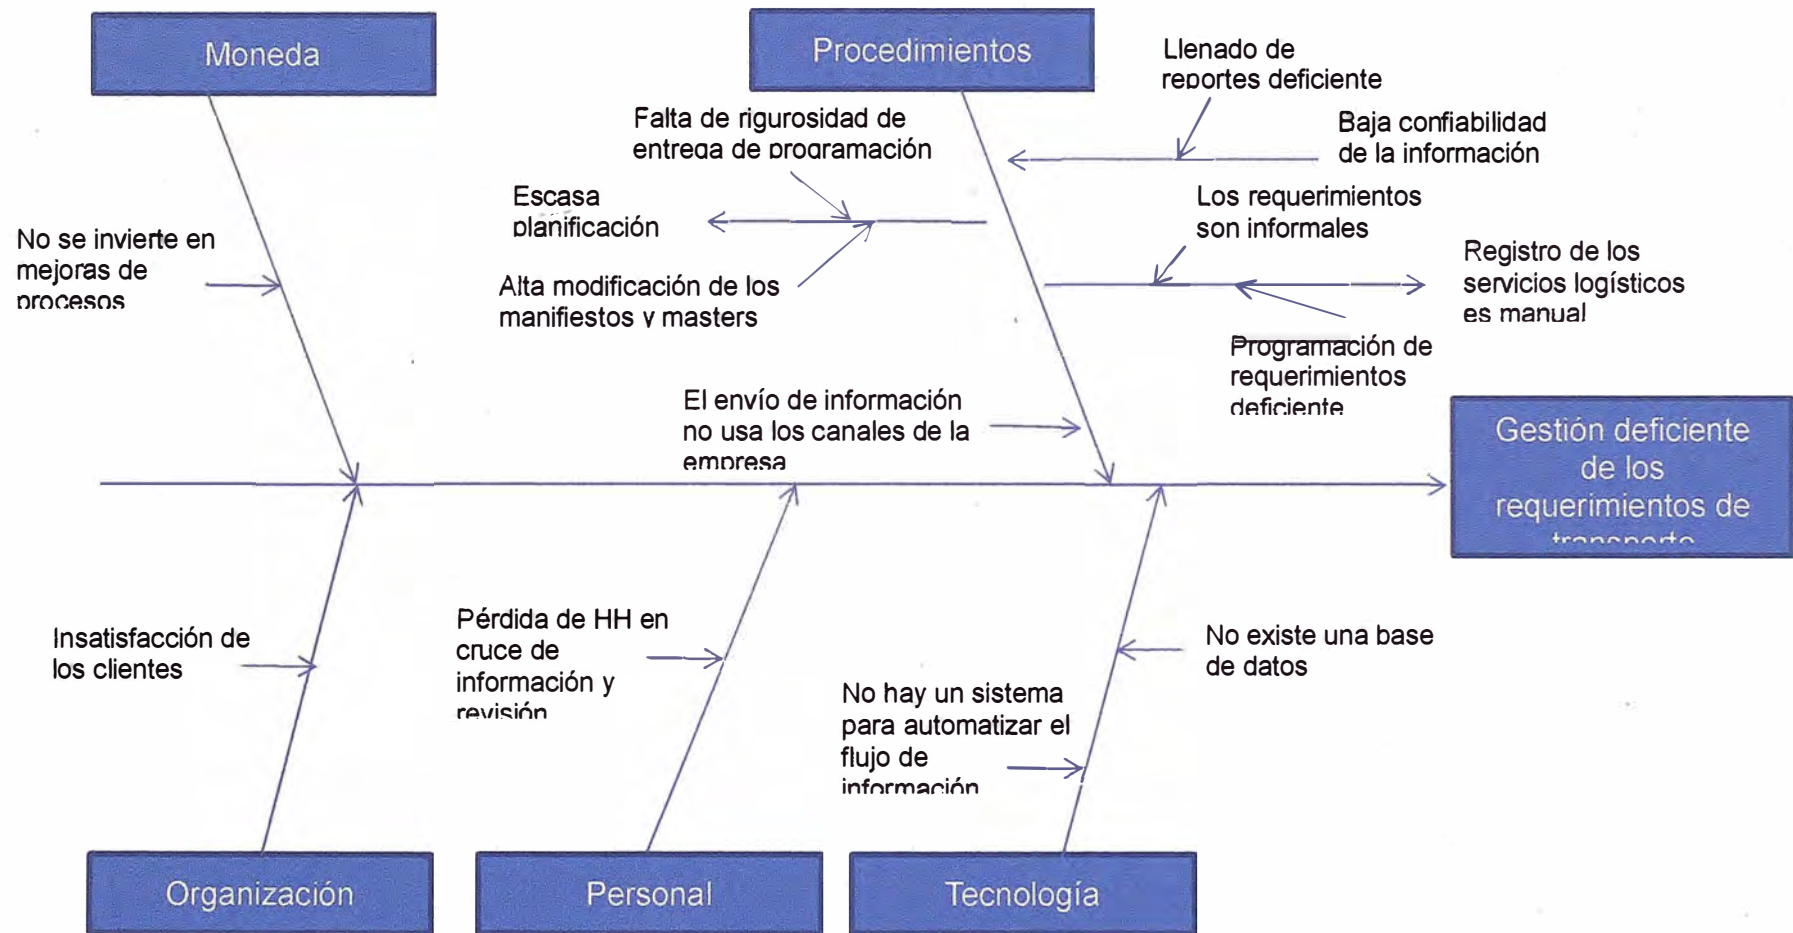 Moneda
Procedimientos
Llenado de
reportes deficiente
Baja confiabilidad
de la información
Falta de rigurosidad de
entrega de programación
Escasa
planificación
Los requerimientos
son informales
No se invierte en
mejoras de
procesos
Alta modificación de los
manifiestos y masters
Registro de los
servicios logísticos
es manual
Programación de
requerimientos
deficiente
El envío de información
no usa los canales de la
empresa
Gestión deficiente
de los
requerimientos de
transporte
Insatisfacción de
los clientes
Pérdida de HH en
cruce de
información y
revisión
No existe una base
de datos
No hay un sistema
para automatizar el
flujo de
información
Organización
Personal
Tecnología